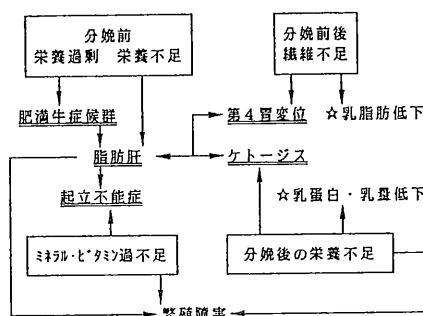 分娩前
栄養過剰 栄養不足
分娩前後
繊維不足
肥満牛症候群
第4胃変位 ☆乳脂肪低下
脂肪肝
ケトージス
起立不能症
☆乳蛋白・乳量低下
ミネラル・ビタミン過不足
分娩後の栄養不足
繁殖障害